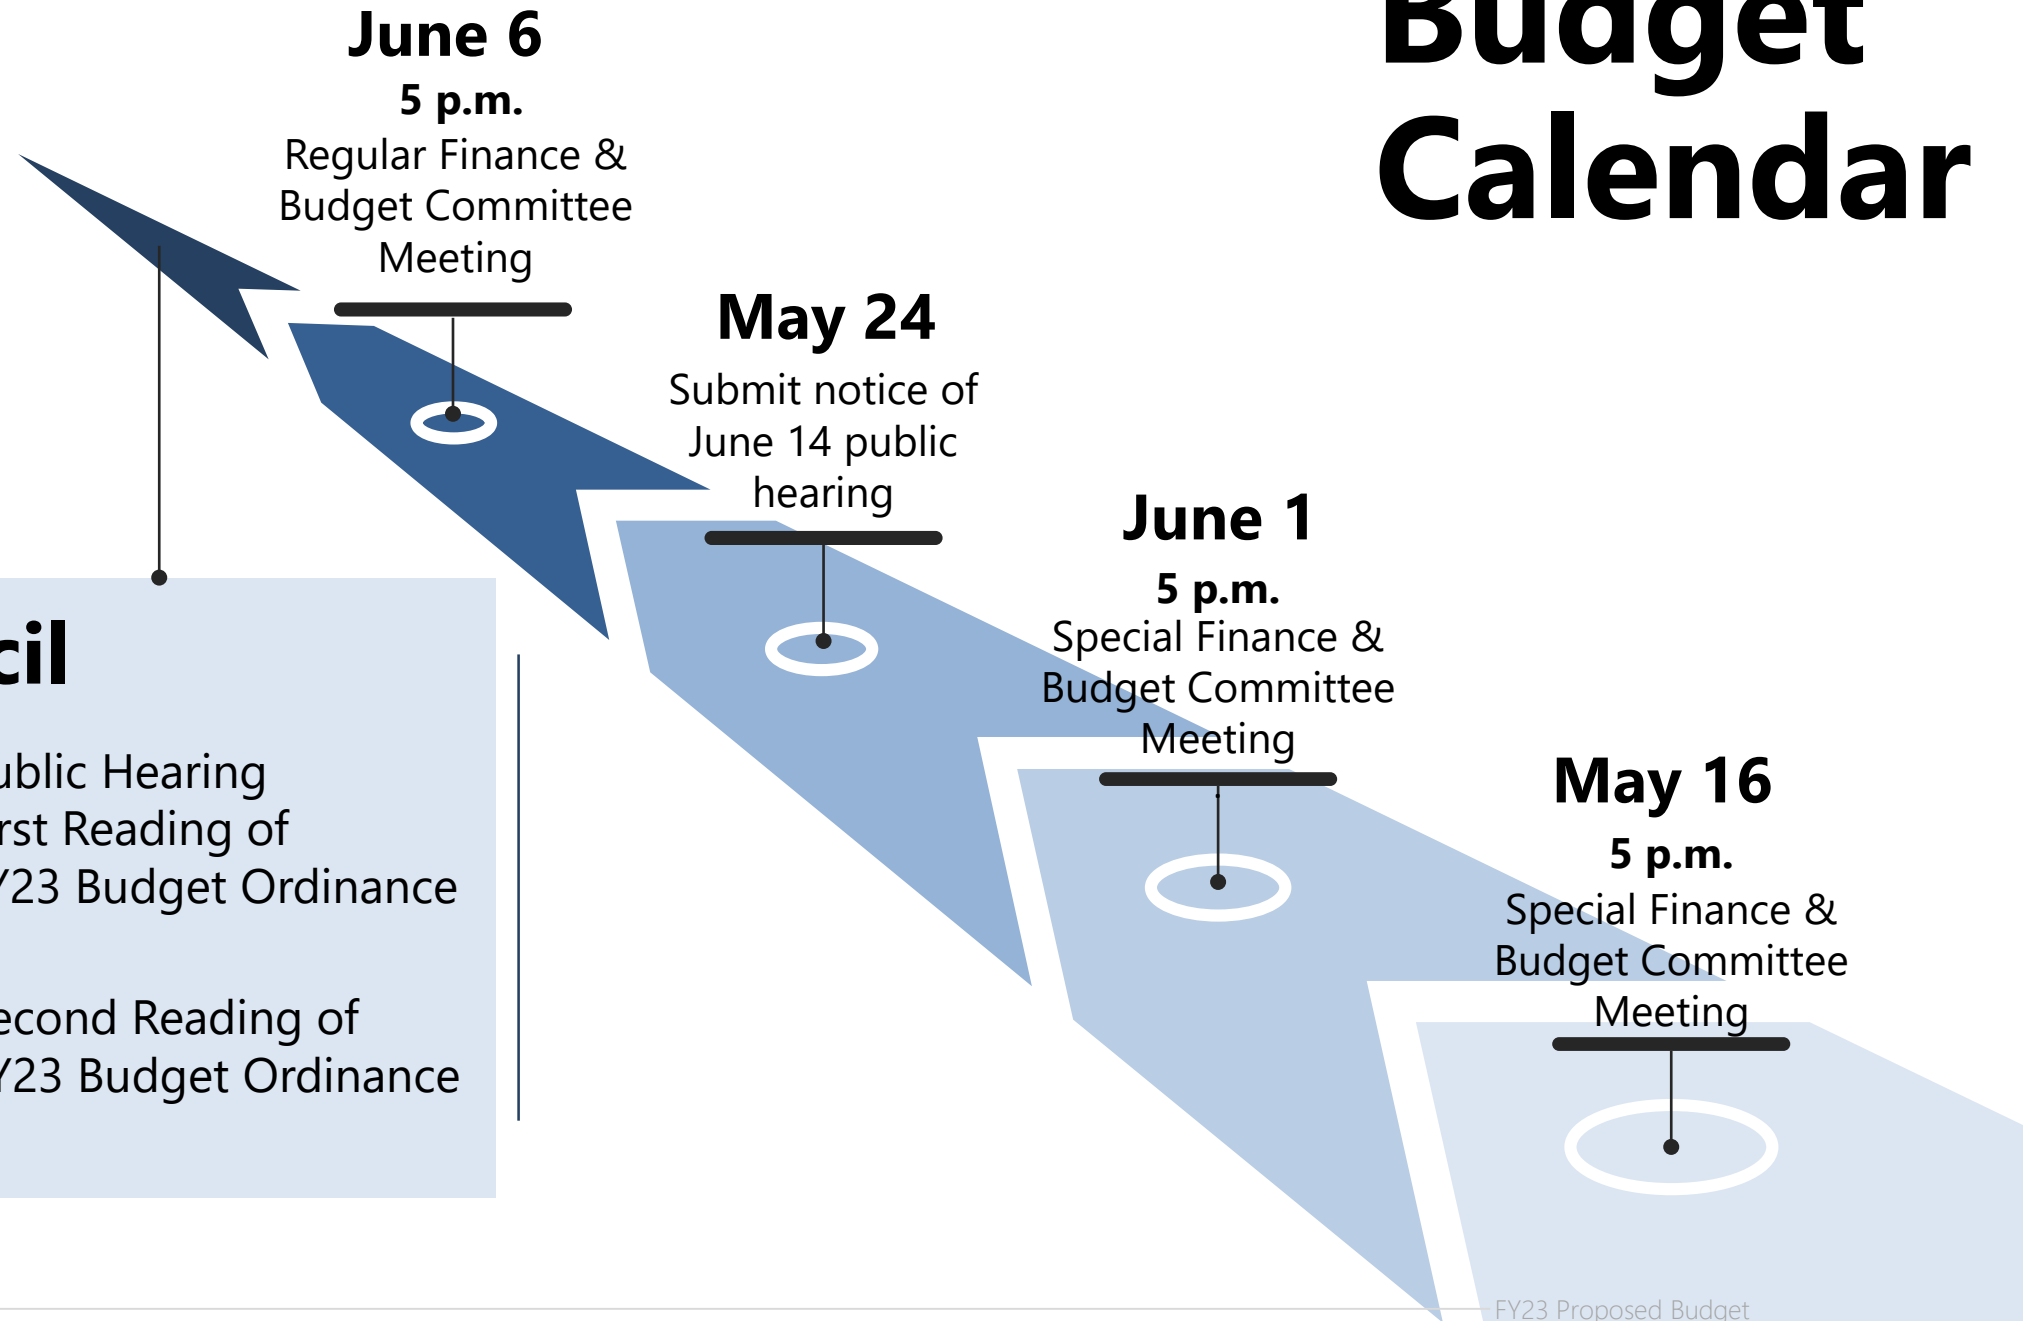 Budget
Calendar
June 6
5 p.m.
Regular Finance &
Budget Committee
Meeting
May 24
Submit notice of
June 14 public
hearing
June 1
5 p.m.
Special Finance &
Budget Committee
Meeting
May 16
5 p.m.
Special Finance &
Budget Committee
Meeting
cil
ublic Hearing
rst Reading of
Y23 Budget Ordinance
econd Reading of
Y23 Budget Ordinance
FY23 Proposed Budget